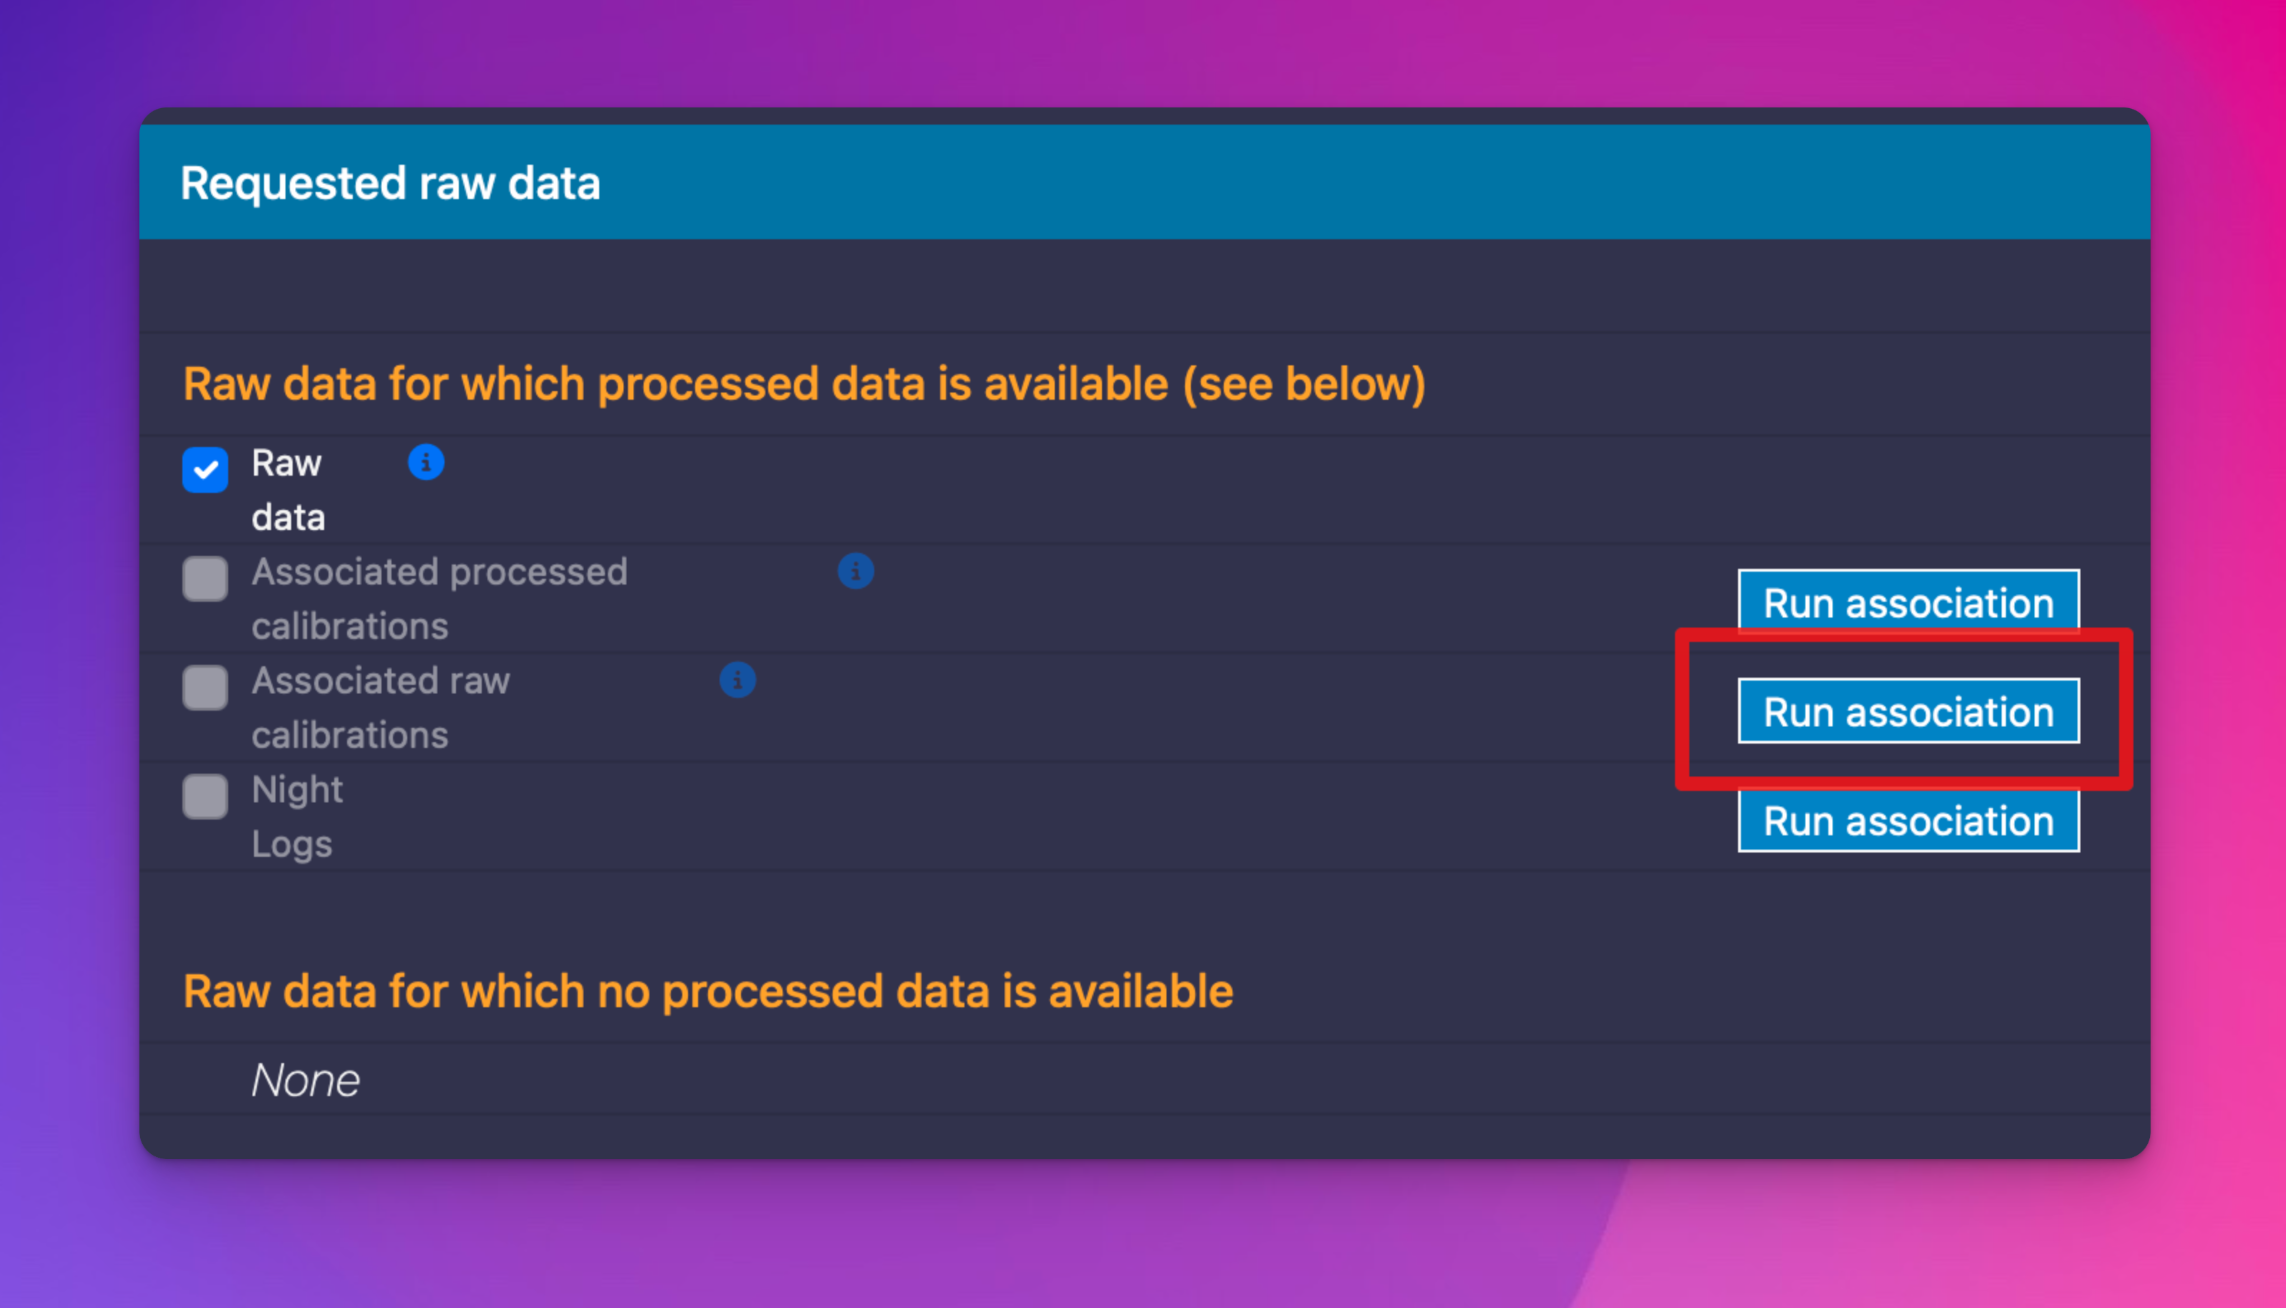 Requested raw data
Raw data for which processed data is available (see below)
Raw
data
Associated processed
calibrations
Run association
Associated raw
calibrations
Run association
Night
Logs
Run association
Raw data for which no processed data is available
None